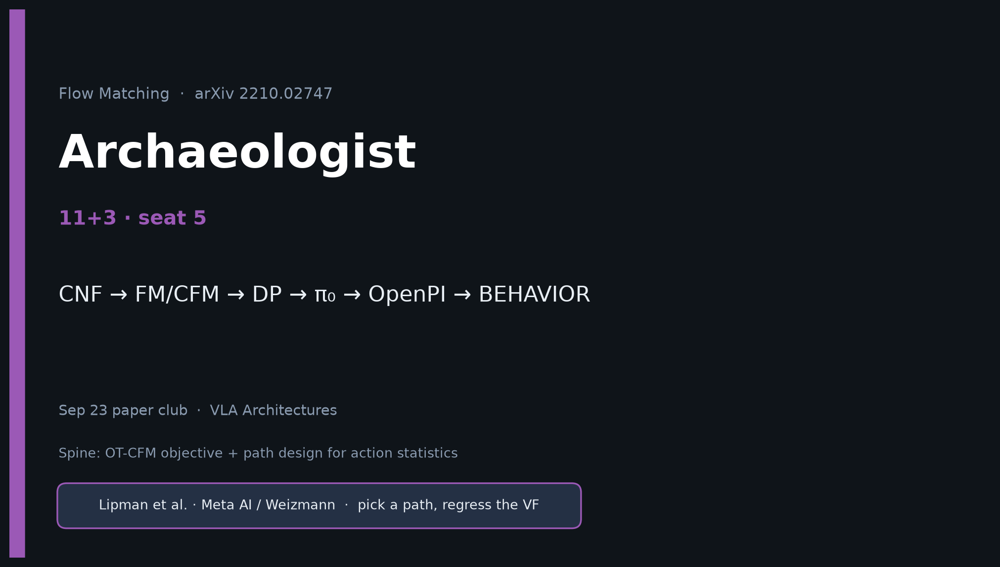 Flow Matching · arXiv 2210.02747
Archaeologist
11+3 · seat 5
CNF → FM/CFM → DP → π₀ → OpenPI → BEHAVIOR
Sep 23 paper club · VLA Architectures
Spine: OT-CFM objective + path design for action statistics
Lipman et al. · Meta AI / Weizmann · pick a path, regress the VF